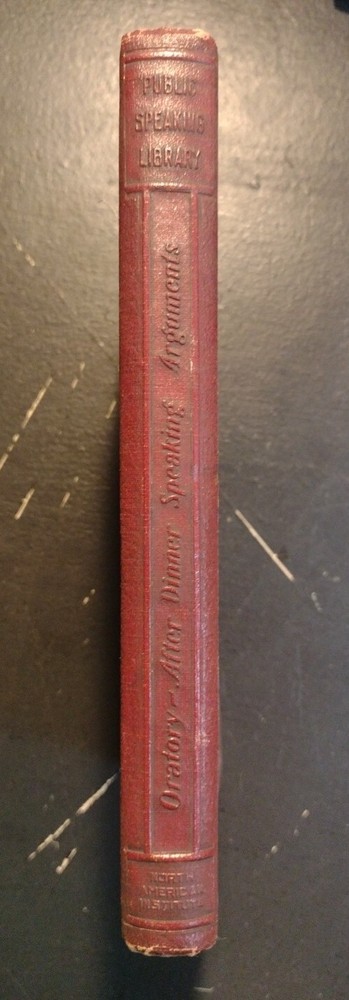 PUBLIC
SPEAKING
LIBRARY
Oratory - After Dinner Speaking Arguments
NORTH
AMERICAN
INSTITUTE